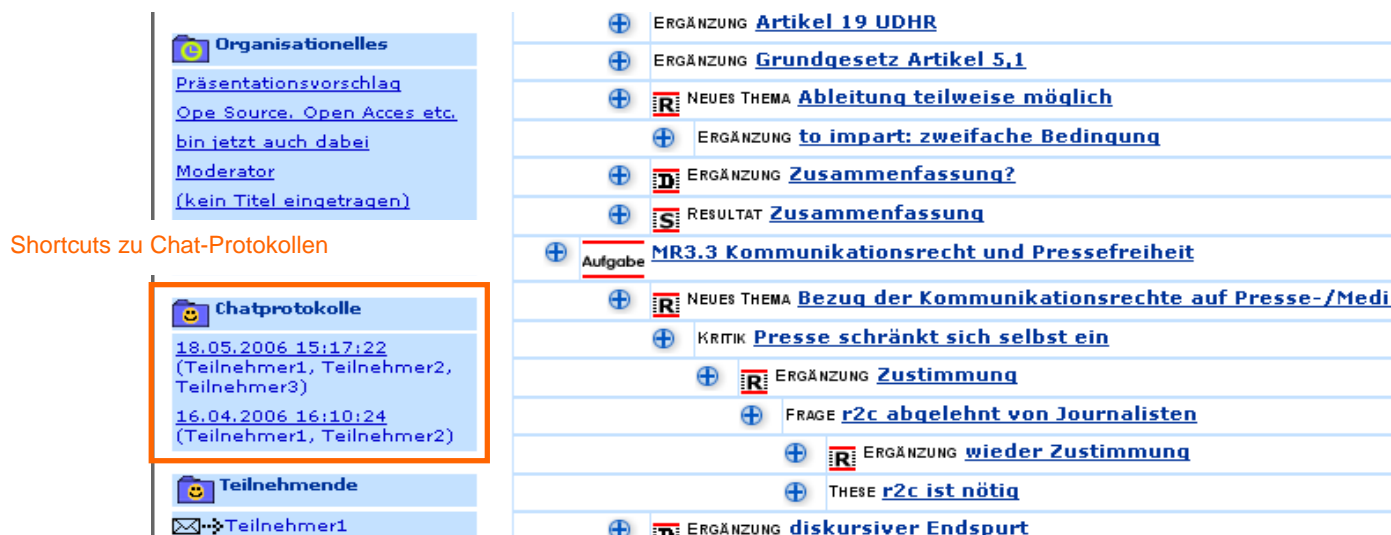 Organisationelles
Präsentationsvorschlag
Ope Source, Open Acces etc.
bin jetzt auch dabei
Moderator
(kein Titel eingetragen)
Shortcuts zu Chat-Protokollen
Chatprotokolle
18.05.2006 15:17:22
(Teilnehmer1, Teilnehmer2,
Teilnehmer3)
16.04.2006 16:10:24
(Teilnehmer1, Teilnehmer2)
Teilnehmende
Teilnehmer1
ERGÄNZUNG Artikel 19 UDHR
ERGÄNZUNG Grundgesetz Artikel 5,1
R NEUES THEMA Ableitung teilweise möglich
ERGÄNZUNG to impart: zweifache Bedingung
D ERGÄNZUNG Zusammenfassung?
S RESULTAT Zusammenfassung
Aufgabe MR3.3 Kommunikationsrecht und Pressefreiheit
R NEUES THEMA Bezug der Kommunikationsrechte auf Presse-/Medi
KRITIK Presse schränkt sich selbst ein
R ERGÄNZUNG Zustimmung
FRAGE r2c abgelehnt von Journalisten
R ERGÄNZUNG wieder Zustimmung
THESE r2c ist nötig
D ERGÄNZUNG diskursiver Endspurt